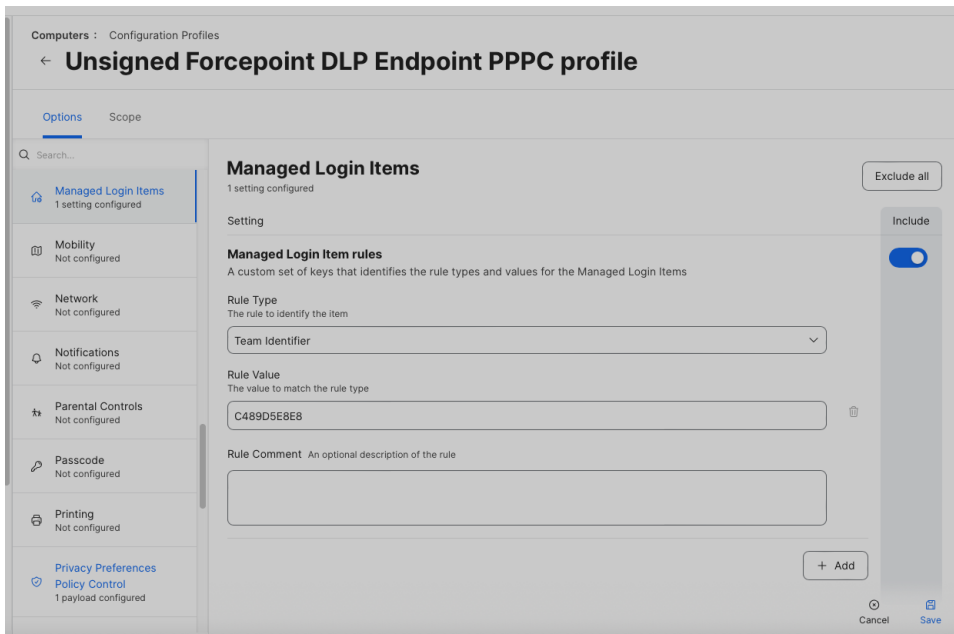 Computers : Configuration Profiles
← Unsigned Forcepoint DLP Endpoint PPPC profile
Options Scope
Search...
Managed Login Items
1 setting configured
Mobility
Not configured
Network
Not configured
Notifications
Not configured
Parental Controls
Not configured
Passcode
Not configured
Printing
Not configured
Privacy Preferences
Policy Control
1 payload configured
Managed Login Items
1 setting configured
Exclude all
Setting
Include
Managed Login Item rules
A custom set of keys that identifies the rule types and values for the Managed Login Items
Rule Type
The rule to identify the item
Team Identifier
Rule Value
The value to match the rule type
C489D5E8E8
Rule Comment An optional description of the rule
+ Add
Cancel
Save